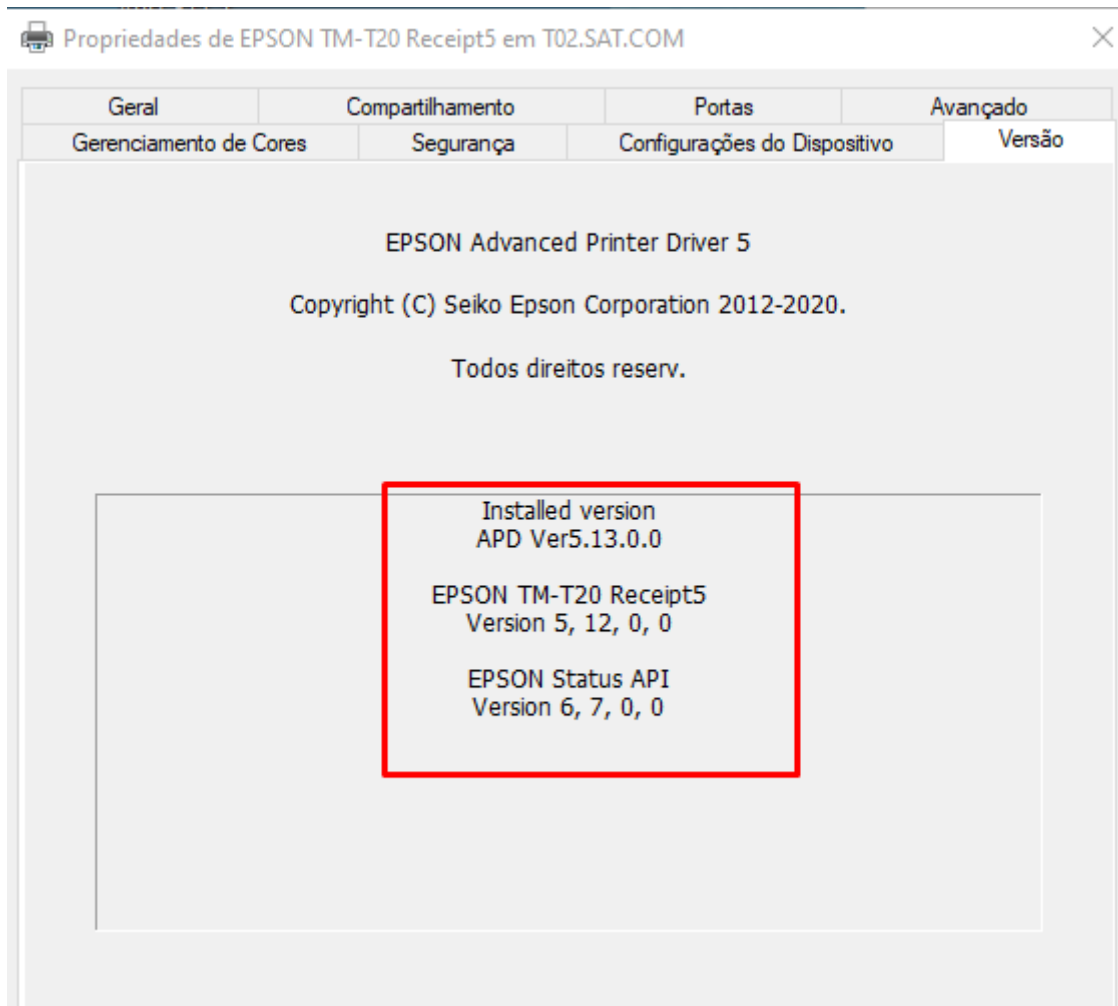 Propriedades de EPSON TM-T20 Receipt5 em T02.SAT.COM
Geral
Compartilhamento
Portas
Avançado
Gerenciamento de Cores
Segurança
Configurações do Dispositivo
Versão
EPSON Advanced Printer Driver 5
Copyright (C) Seiko Epson Corporation 2012-2020.
Todos direitos reserv.
Installed version
APD Ver5.13.0.0
EPSON TM-T20 Receipt5
Version 5, 12, 0, 0
EPSON Status API
Version 6, 7, 0, 0